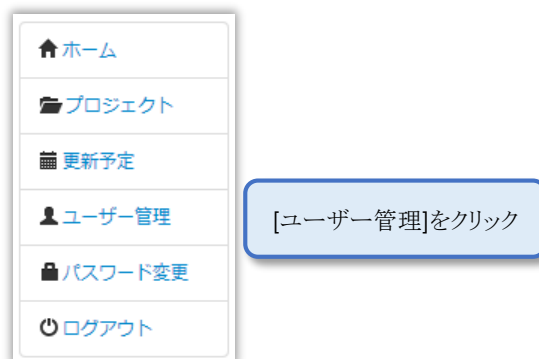 ホーム
プロジェクト
更新予定
ユーザー管理
[ユーザー管理]をクリック
パスワード変更
ログアウト